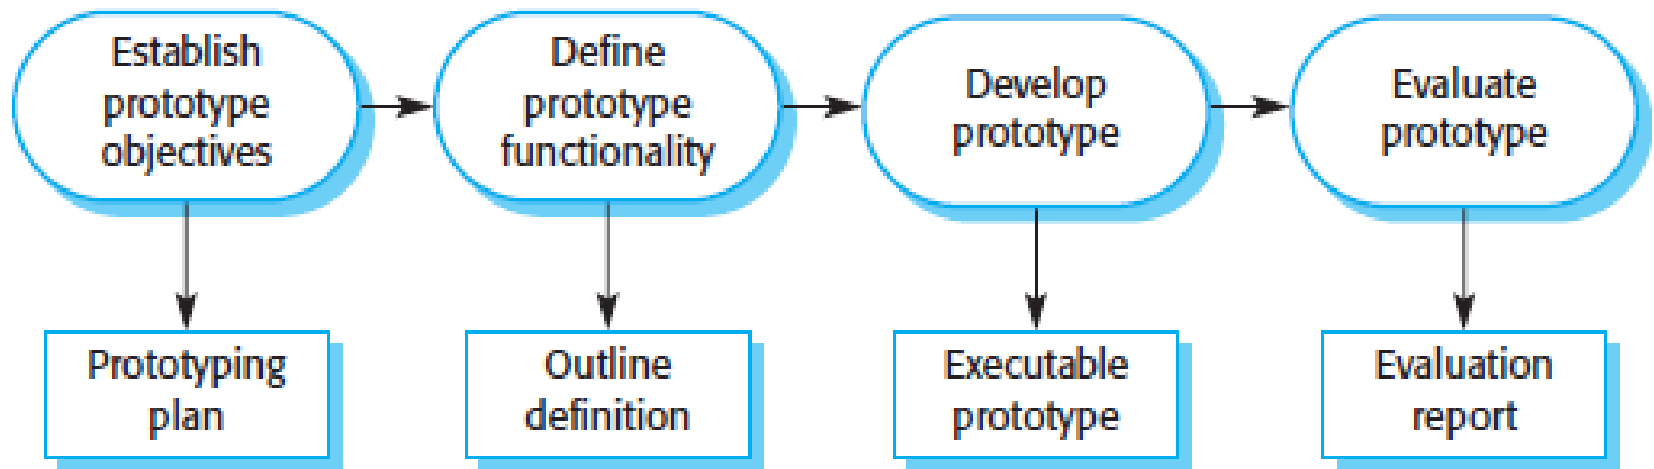 Establish
prototype
objectives
Define
prototype
functionality
Develop
prototype
Evaluate
prototype
Prototyping
plan
Outline
definition
Executable
prototype
Evaluation
report